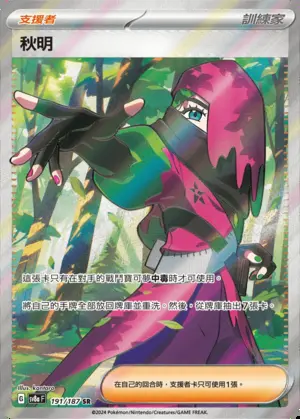 支援者 訓練家
秋明
這張卡只有在對手的戰鬥寶可夢中毒時才可使用。
將自己的手牌全部放回牌庫並重洗。然後,從牌庫抽出7張卡。
Illus. kantaro
G SV8a F 191/187 SR
在自己的回合時,支援者卡只可使用1張。
©2024 Pokémon/Nintendo/Creatures/GAME FREAK.